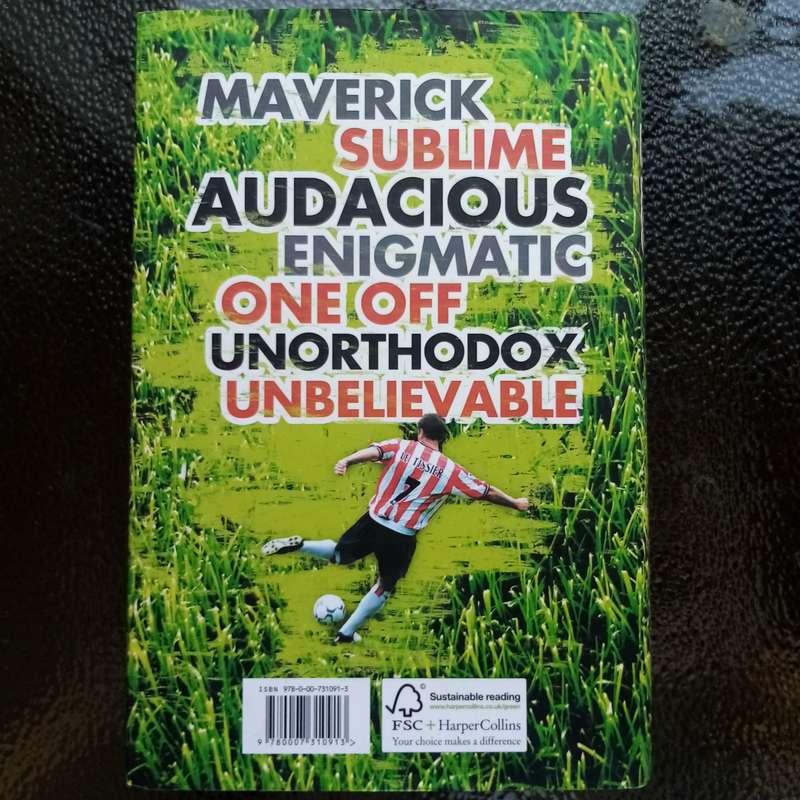 MAVERICK
SUBLIME
AUDACIOUS
ENIGMATIC
ONE OFF
UNORTHODOX
UNBELIEVABLE
LE TISSIER
7
ISBN 978-0-00-731091-3
9 780007 310913 >
©
Sustainable reading
www.harpercollins.co.uk/green
FSC + HarperCollins
Your choice makes a difference